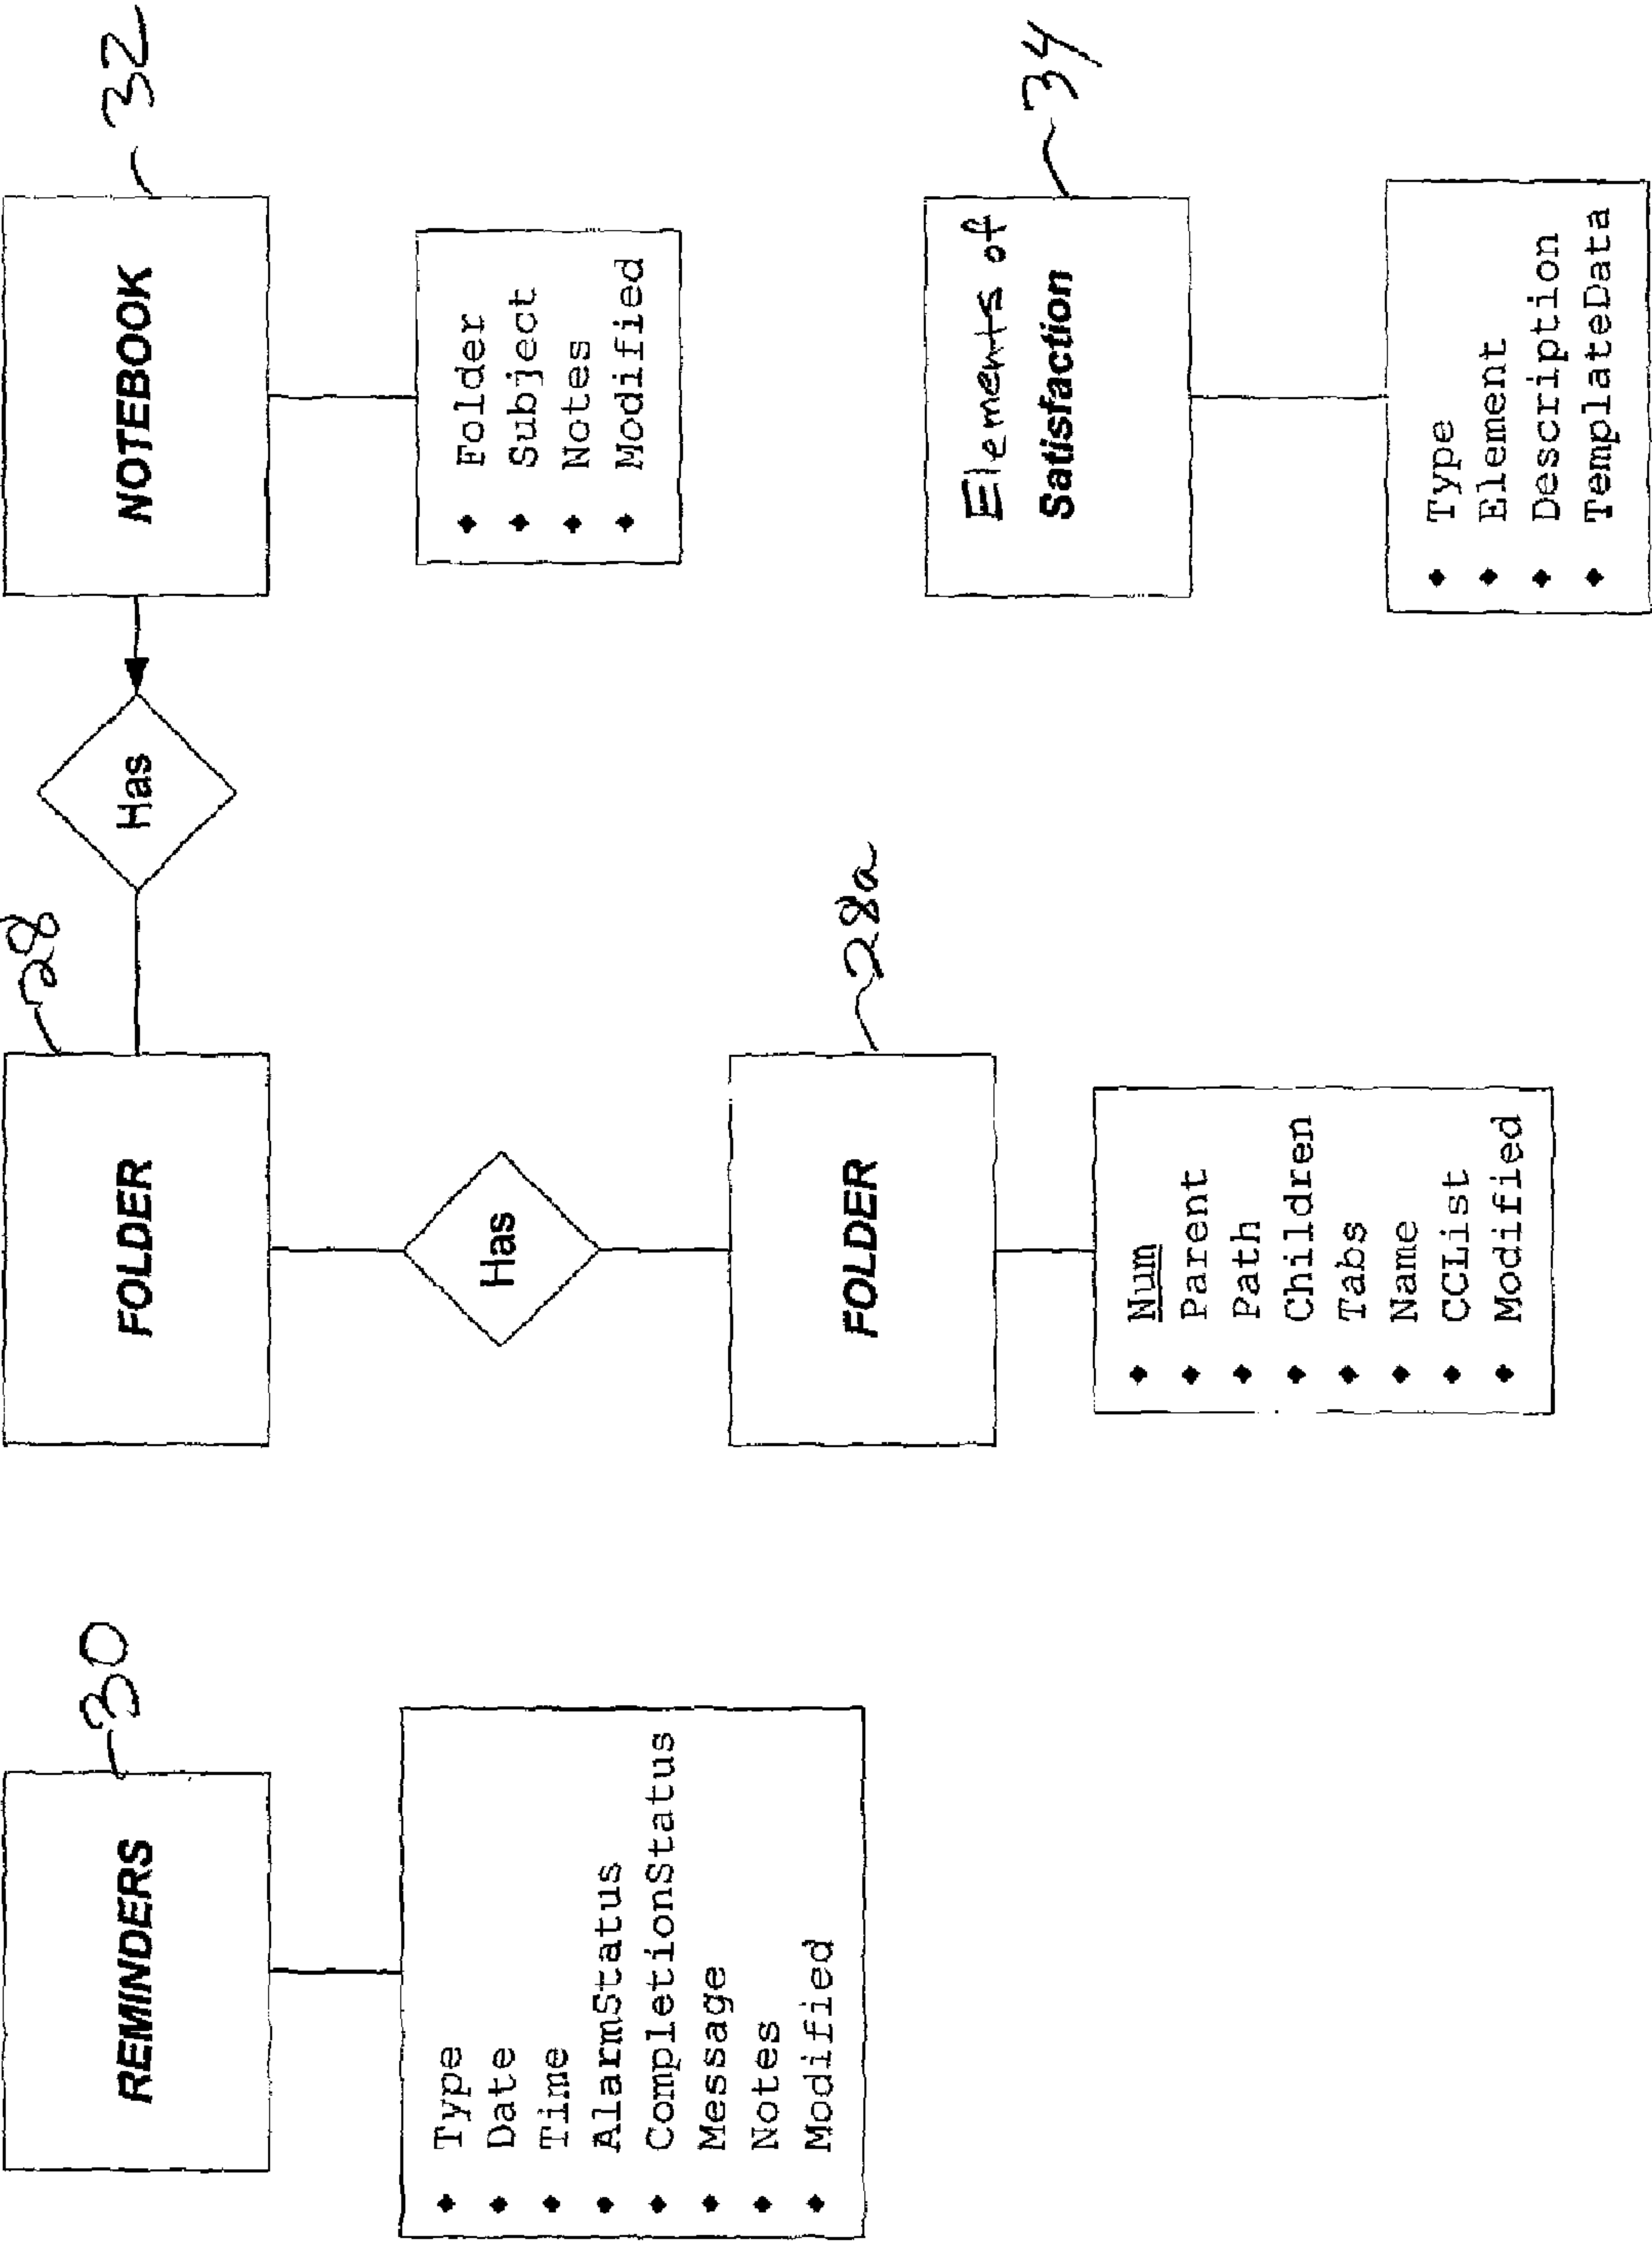 30
REMINDERS
♦ Type
♦ Date
♦ Time
♦ AlarmStatus
♦ CompletionStatus
♦ Message
♦ Notes
♦ Modified
28
FOLDER
Has
28a
FOLDER
♦ Num
♦ Parent
♦ Path
♦ Children
♦ Tabs
♦ Name
♦ CCList
♦ Modified
Has
32
NOTEBOOK
♦ Folder
♦ Subject
♦ Notes
♦ Modified
34
Elements of
Satisfaction
♦ Type
♦ Element
♦ Description
♦ TemplateData